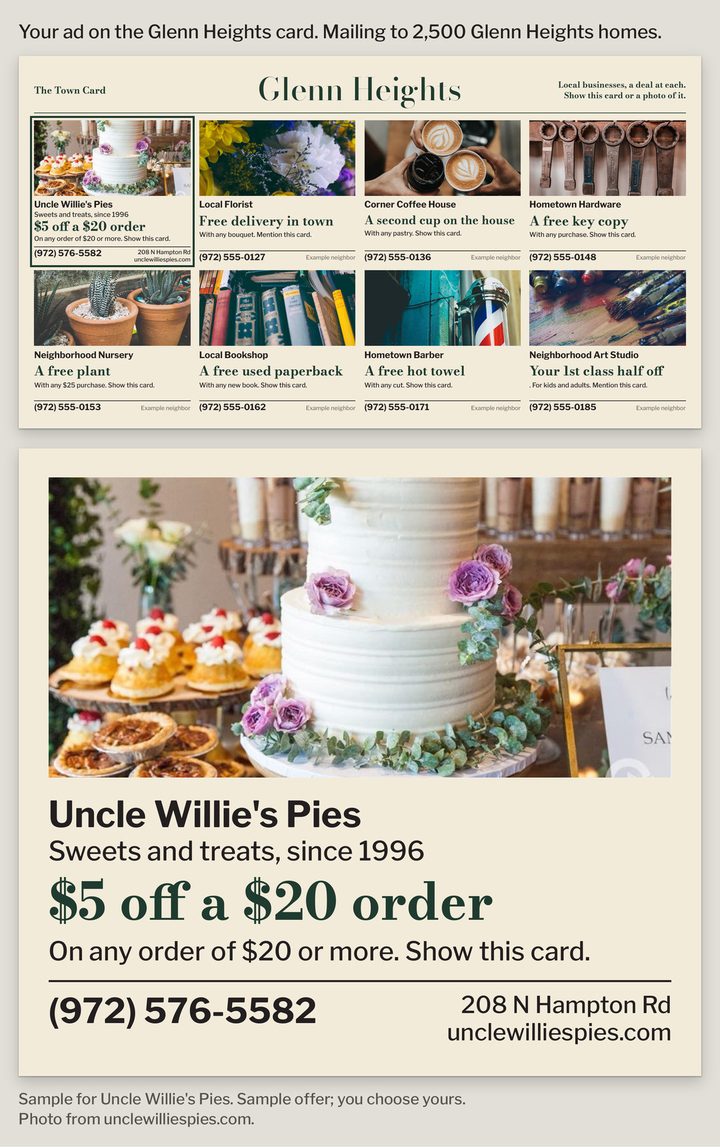 Your ad on the Glenn Heights card. Mailing to 2,500 Glenn Heights homes.
The Town Card
Glenn Heights
Local businesses, a deal at each.
Show this card or a photo of it.
Uncle Willie's Pies
Sweets and treats, since 1996
$5 off a $20 order
On any order of $20 or more. Show this card.
(972) 576-5582
208 N Hampton Rd
unclewilliespies.com
Local Florist
Free delivery in town
With any bouquet. Mention this card.
(972) 555-0127
Example neighbor
Corner Coffee House
A second cup on the house
With any pastry. Show this card.
(972) 555-0136
Example neighbor
Hometown Hardware
A free key copy
With any purchase. Show this card.
(972) 555-0148
Example neighbor
Neighborhood Nursery
A free plant
With any $25 purchase. Show this card.
(972) 555-0153
Example neighbor
Local Bookshop
A free used paperback
With any new book. Show this card.
(972) 555-0162
Example neighbor
Hometown Barber
A free hot towel
With any cut. Show this card.
(972) 555-0171
Example neighbor
Neighborhood Art Studio
Your 1st class half off
. For kids and adults. Mention this card.
(972) 555-0185
Example neighbor
SAN
Uncle Willie's Pies
Sweets and treats, since 1996
$5 off a $20 order
On any order of $20 or more. Show this card.
(972) 576-5582
208 N Hampton Rd
unclewilliespies.com
Sample for Uncle Willie's Pies. Sample offer; you choose yours.
Photo from unclewilliespies.com.